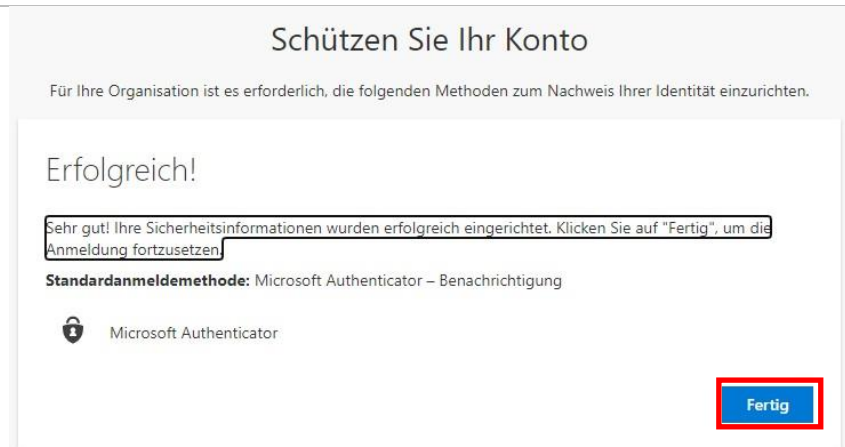 Schützen Sie Ihr Konto
Für Ihre Organisation ist es erforderlich, die folgenden Methoden zum Nachweis Ihrer Identität einzurichten.
Erfolgreich!
Sehr gut! Ihre Sicherheitsinformationen wurden erfolgreich eingerichtet. Klicken Sie auf "Fertig", um die
Anmeldung fortzusetzen.
Standardanmeldemethode: Microsoft Authenticator – Benachrichtigung
Microsoft Authenticator
Fertig